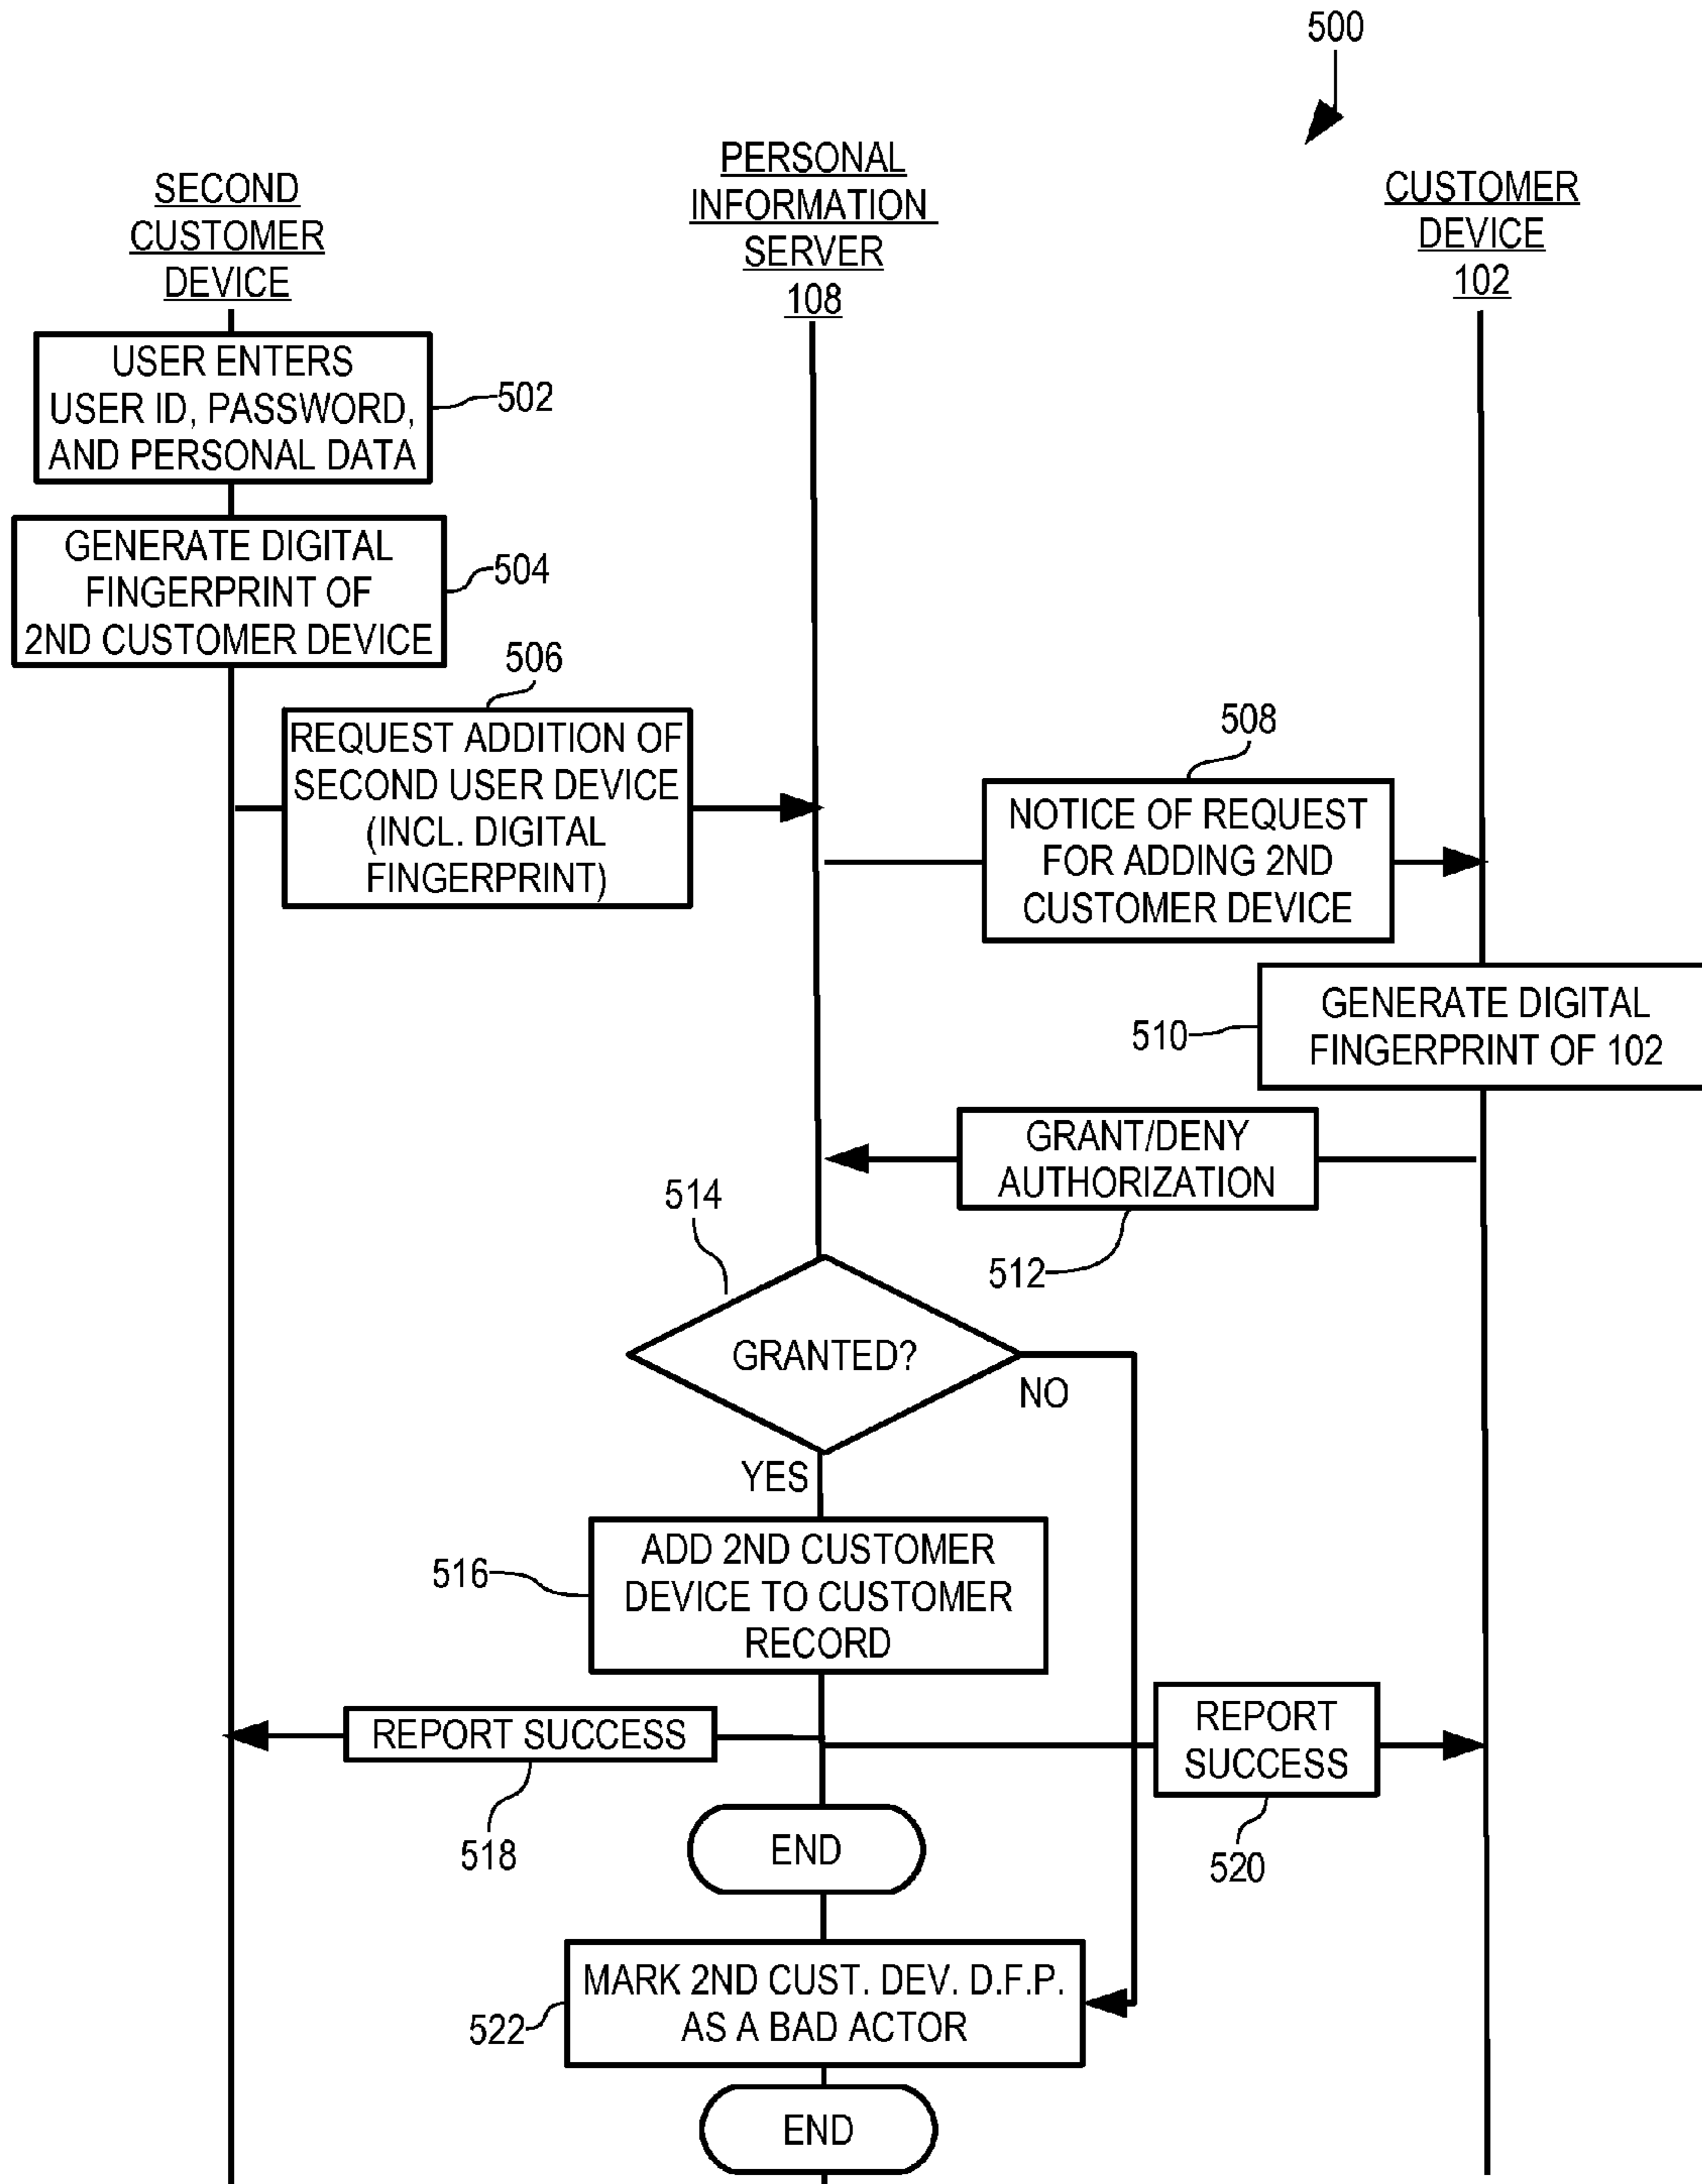 500
SECOND
CUSTOMER
DEVICE
PERSONAL
INFORMATION
SERVER
108
CUSTOMER
DEVICE
102
USER ENTERS
USER ID, PASSWORD,
AND PERSONAL DATA
502
GENERATE DIGITAL
FINGERPRINT OF
2ND CUSTOMER DEVICE
504
506
REQUEST ADDITION OF
SECOND USER DEVICE
(INCL. DIGITAL
FINGERPRINT)
508
NOTICE OF REQUEST
FOR ADDING 2ND
CUSTOMER DEVICE
510
GENERATE DIGITAL
FINGERPRINT OF 102
GRANT/DENY
AUTHORIZATION
512
514
GRANTED?
NO
YES
516
ADD 2ND CUSTOMER
DEVICE TO CUSTOMER
RECORD
REPORT SUCCESS
518
REPORT
SUCCESS
520
END
MARK 2ND CUST. DEV. D.F.P.
AS A BAD ACTOR
522
END